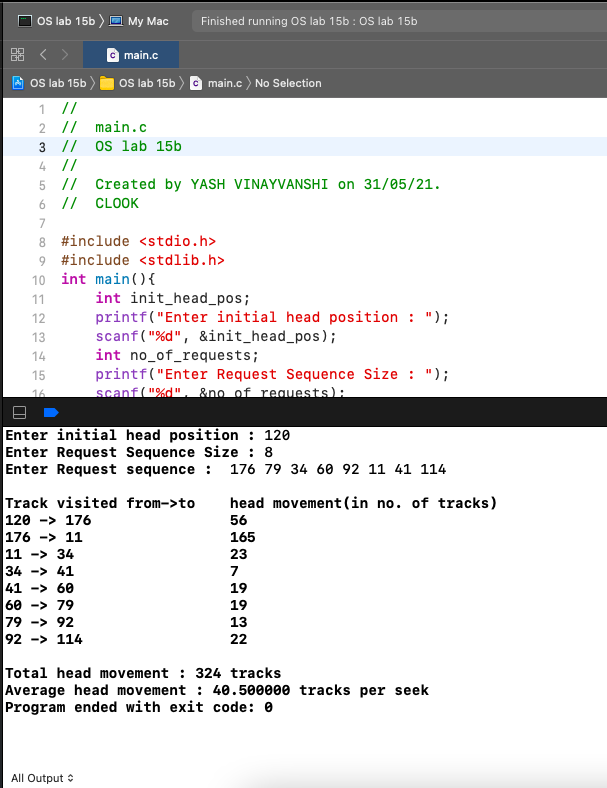 OS lab 15b My Mac Finished running OS lab 15b : OS lab 15b
main.c
OS lab 15b OS lab 15b main.c No Selection
1 //
2 //  main.c
3 //  OS lab 15b
4 //
5 //  Created by YASH VINAYVANSHI on 31/05/21.
6 //  CLOOK
7
8 #include <stdio.h>
9 #include <stdlib.h>
10 int main(){
11     int init_head_pos;
12     printf("Enter initial head position : ");
13     scanf("%d", &init_head_pos);
14     int no_of_requests;
15     printf("Enter Request Sequence Size : ");
16     scanf("%d", &no_of_requests);
Enter initial head position : 120
Enter Request Sequence Size : 8
Enter Request sequence :  176 79 34 60 92 11 41 114
Track visited from->to    head movement(in no. of tracks)
120 -> 176                56
176 -> 11                 165
11 -> 34                  23
34 -> 41                  7
41 -> 60                  19
60 -> 79                  19
79 -> 92                  13
92 -> 114                 22
Total head movement : 324 tracks
Average head movement : 40.500000 tracks per seek
Program ended with exit code: 0
All Output